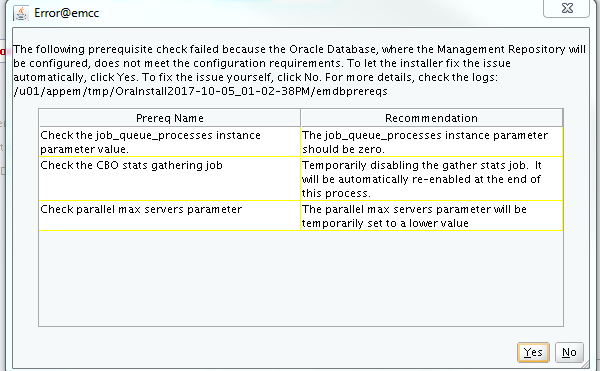 Error@emcc
The following prerequisite check failed because the Oracle Database, where the Management Repository will
be configured, does not meet the configuration requirements. To let the installer fix the issue
automatically, click Yes. To fix the issue yourself, click No. For more details, check the logs:
/u01/appem/tmp/OraInstall2017-10-05_01-02-38PM/emdbprereqs
Prereq Name Recommendation
Check the job_queue_processes instance
parameter value.
The job_queue_processes instance parameter
should be zero.
Check the CBO stats gathering job
Temporarily disabling the gather stats job. It
will be automatically re-enabled at the end of
this process.
Check parallel max servers parameter
The parallel max servers parameter will be
temporarily set to a lower value
Yes No